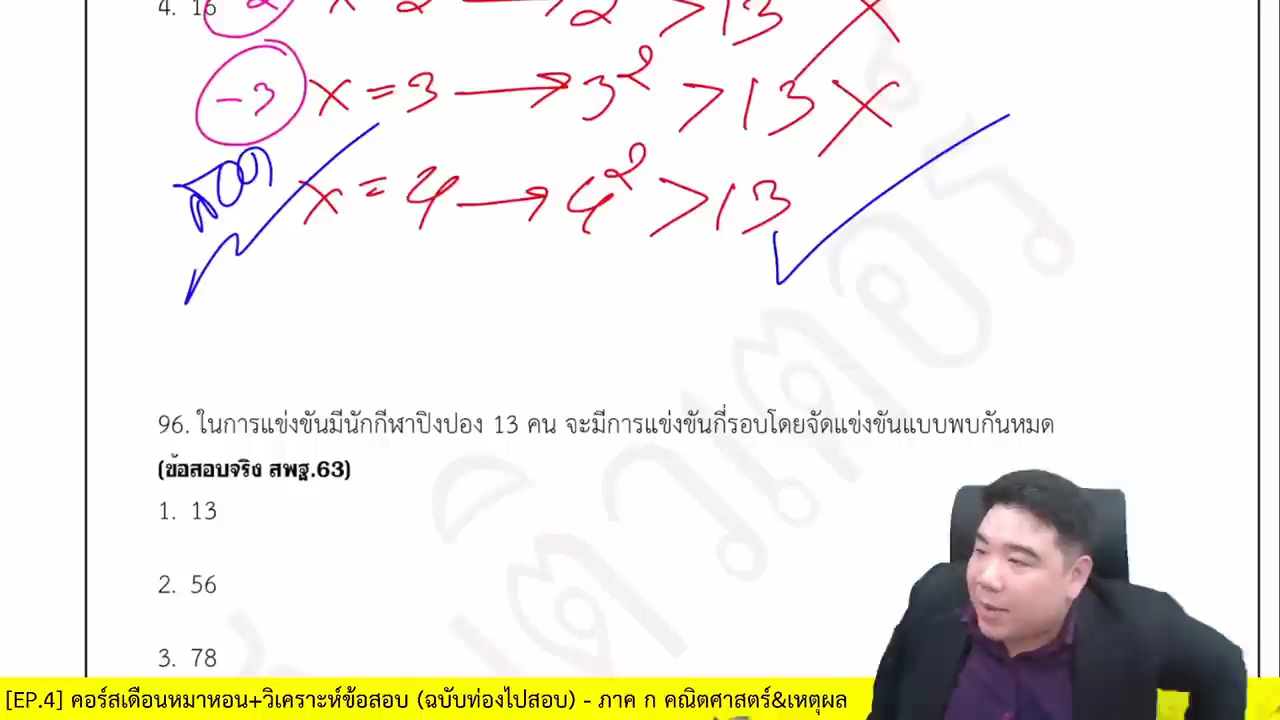 4. 16
x = 3 → 3² > 13 X
-3
x = 4 → 4² > 13
96. ในการแข่งขันมีนักกีฬาปิงปอง 13 คน จะมีการแข่งขันกี่รอบโดยจัดแข่งขันแบบพบกันหมด
(ข้อสอบจริง สพฐ.63)
1. 13
2. 56
3. 78
[EP.4] คอร์สเดือนหมาหอน+วิเคราะห์ข้อสอบ (ฉบับท่องไปสอบ) - ภาค ก คณิตศาสตร์&เหตุผล